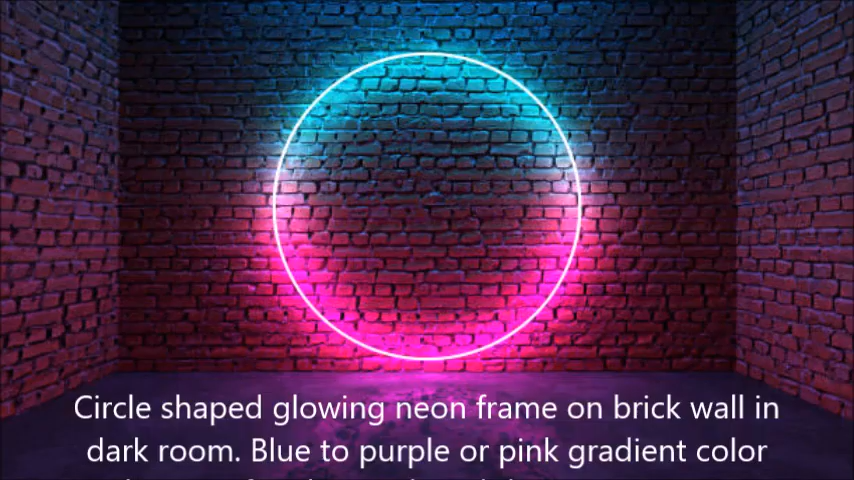 Circle shaped glowing neon frame on brick wall in
dark room. Blue to purple or pink gradient color